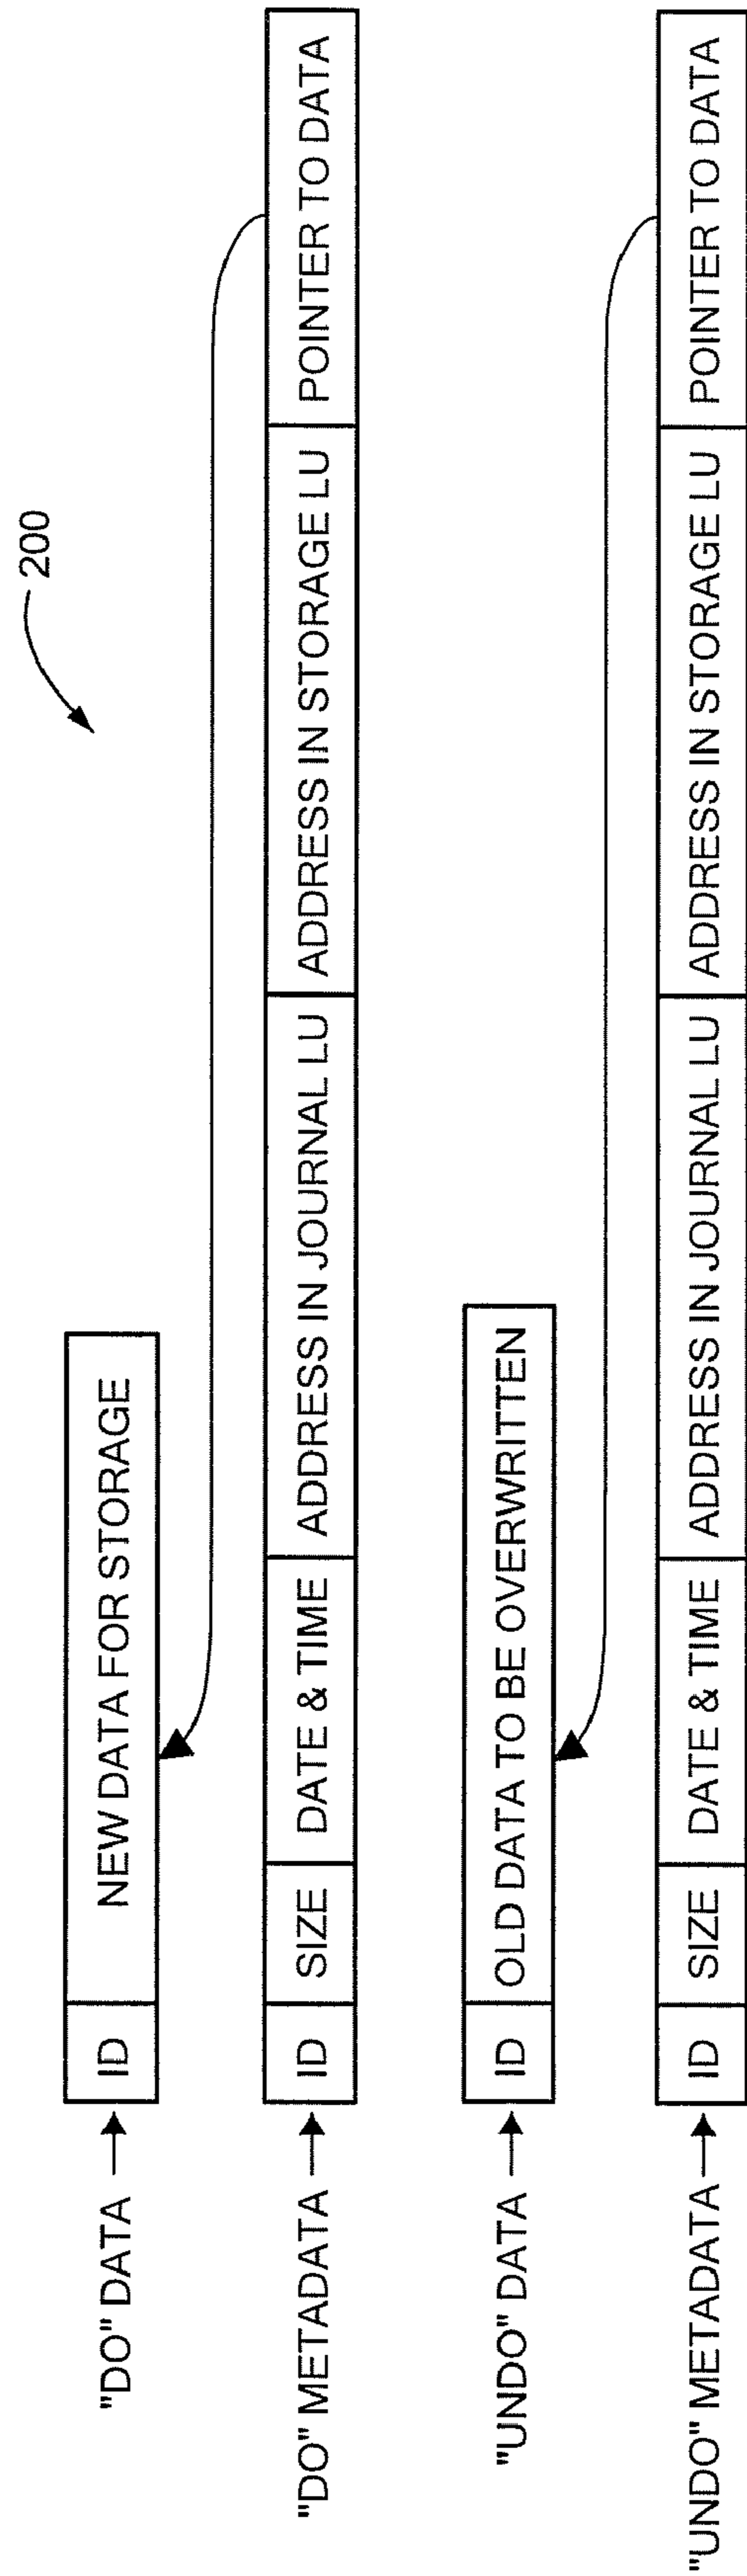 200
"DO" DATA ID NEW DATA FOR STORAGE
"DO" METADATA ID SIZE DATE & TIME ADDRESS IN JOURNAL LU ADDRESS IN STORAGE LU POINTER TO DATA
"UNDO" DATA ID OLD DATA TO BE OVERWRITTEN
"UNDO" METADATA ID SIZE DATE & TIME ADDRESS IN JOURNAL LU ADDRESS IN STORAGE LU POINTER TO DATA